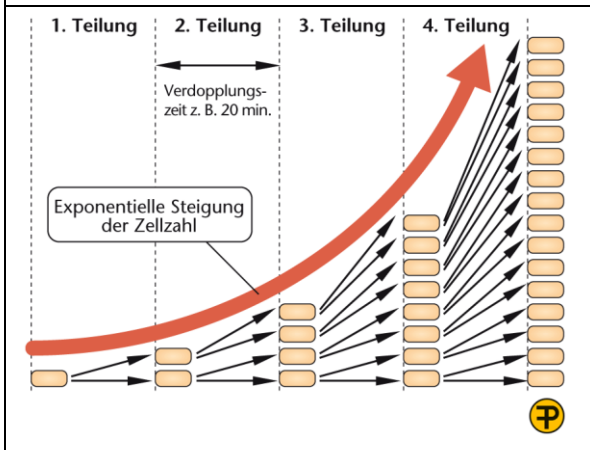 1. Teilung 2. Teilung 3. Teilung 4. Teilung
Verdopplungs-
zeit z. B. 20 min.
Exponentielle Steigung
der Zellzahl